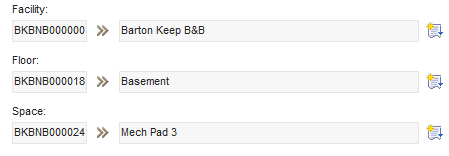 Facility:
BKBNB000000 Barton Keep B&B
Floor:
BKBNB000018 Basement
Space:
BKBNB000024 Mech Pad 3